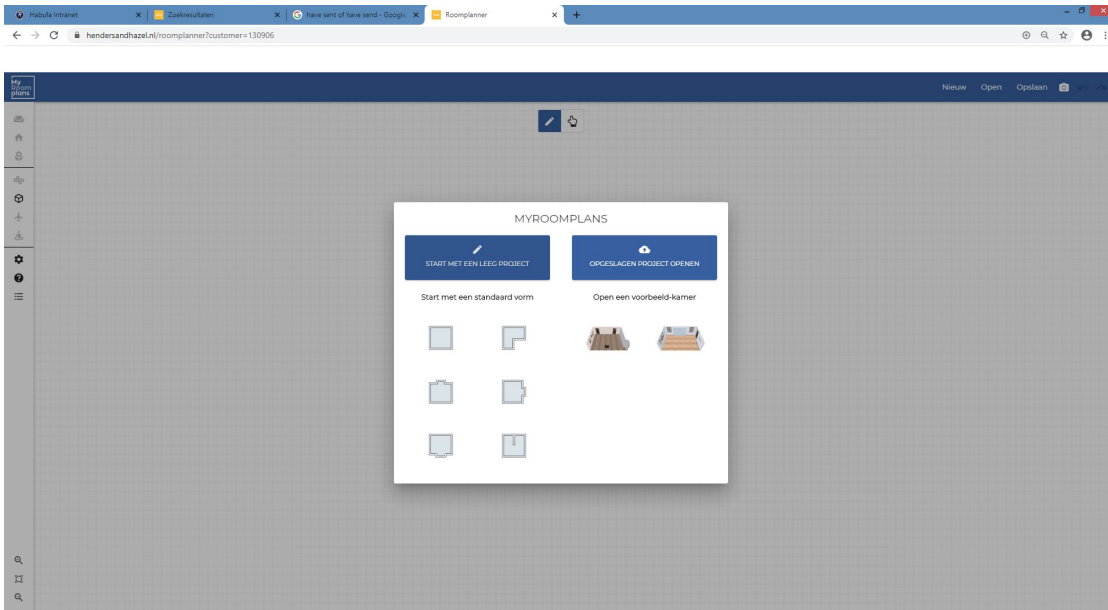 Habufa Intranet
Zoekresultaten
have sent of have send - Googl
Roomplanner
hendersandhazel.nl/roomplanner?customer=130906
My
Room
plans
Nieuw Open Opslaan
MYROOMPLANS
START MET EEN LEEG PROJECT
OPGESLAGEN PROJECT OPENEN
Start met een standaard vorm
Open een voorbeeld-kamer